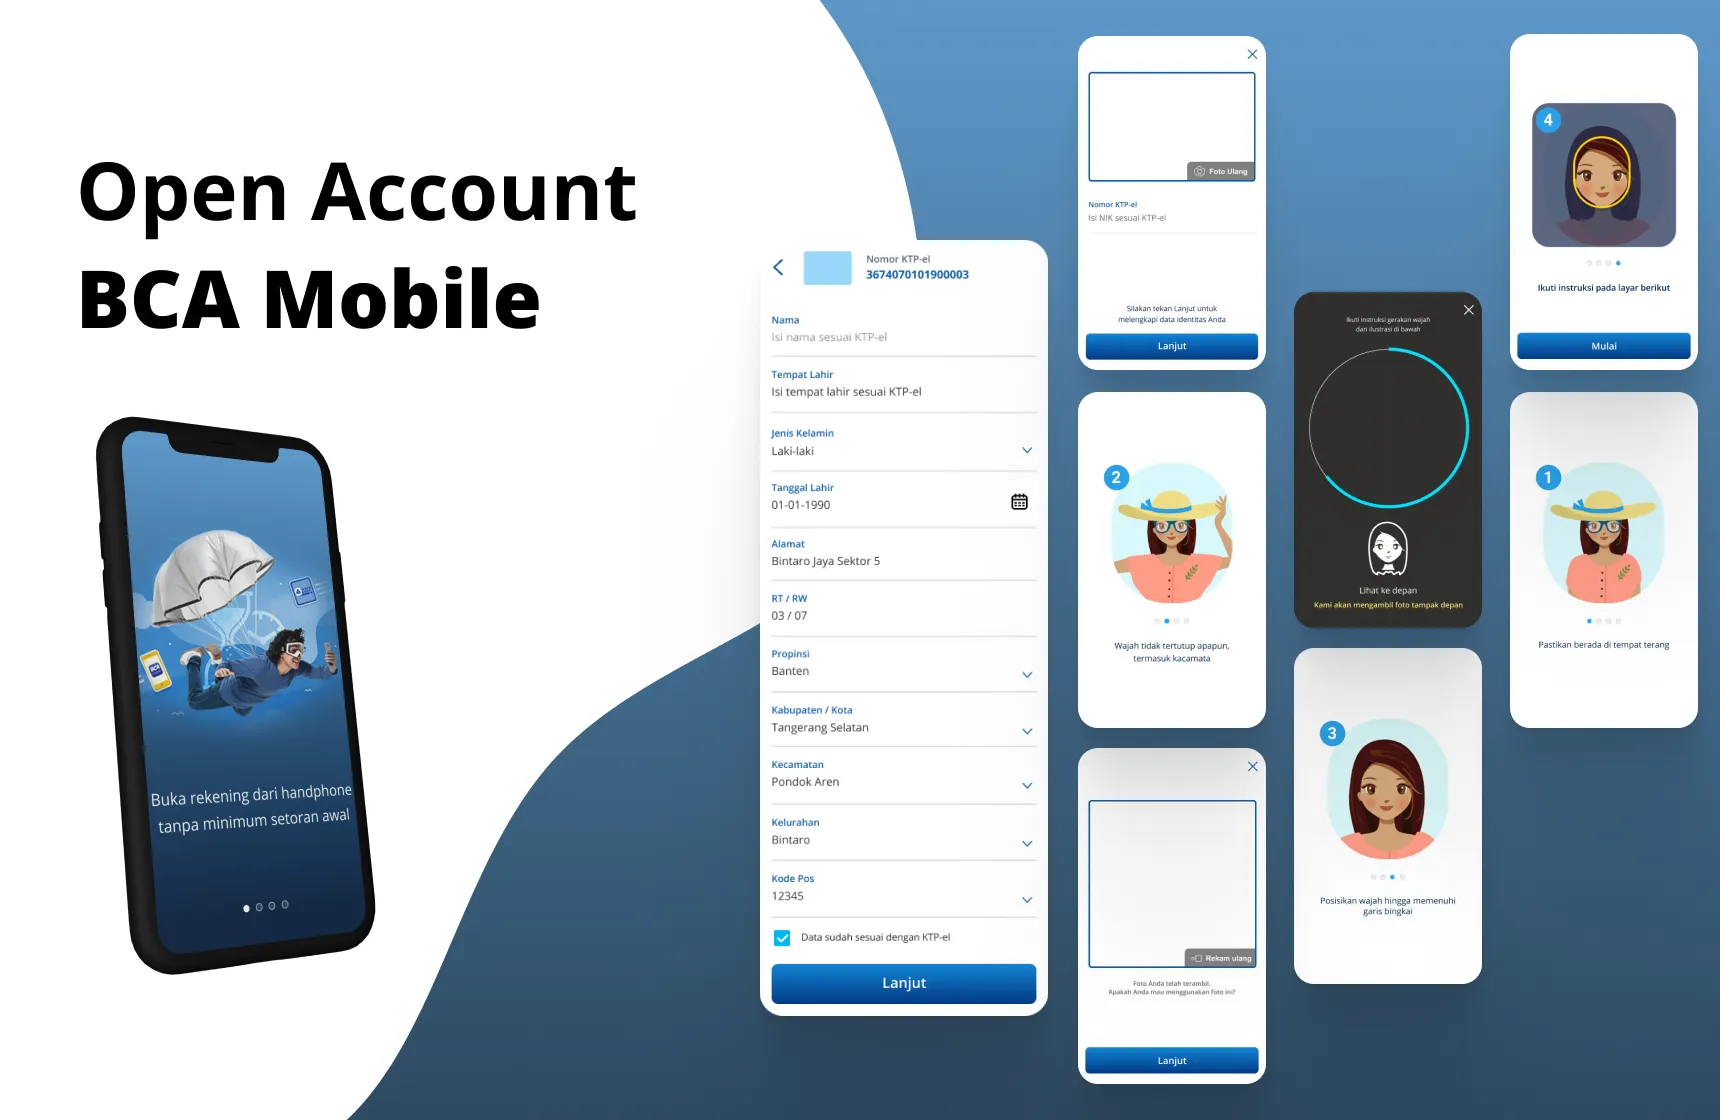 Open Account
BCA Mobile
Buka rekening dari handphone
tanpa minimum setoran awal
BCA
Nomor KTP-el
3674070101900003
Nama
Isi nama sesuai KTP-el
Tempat Lahir
Isi tempat lahir sesuai KTP-el
Jenis Kelamin
Laki-laki
Tanggal Lahir
01-01-1990
Alamat
Bintaro Jaya Sektor 5
RT / RW
03 / 07
Propinsi
Banten
Kabupaten / Kota
Tangerang Selatan
Kecamatan
Pondok Aren
Kelurahan
Bintaro
Kode Pos
12345
Data sudah sesuai dengan KTP-el
Lanjut
Foto Ulang
Nomor KTP-el
Isi NIK sesuai KTP-el
Silakan tekan Lanjut untuk
melengkapi data identitas Anda
Lanjut
2
Wajah tidak tertutup apapun,
termasuk kacamata
Rekam ulang
Foto Anda telah terambil.
Apakah Anda mau menggunakan foto ini?
Lanjut
Ikuti instruksi gerakan wajah
dari ilustrasi di bawah
Lihat ke depan
Kami akan mengambil foto tampak depan
3
Posisikan wajah hingga memenuhi
garis bingkai
4
Ikuti instruksi pada layar berikut
Mulai
1
Pastikan berada di tempat terang